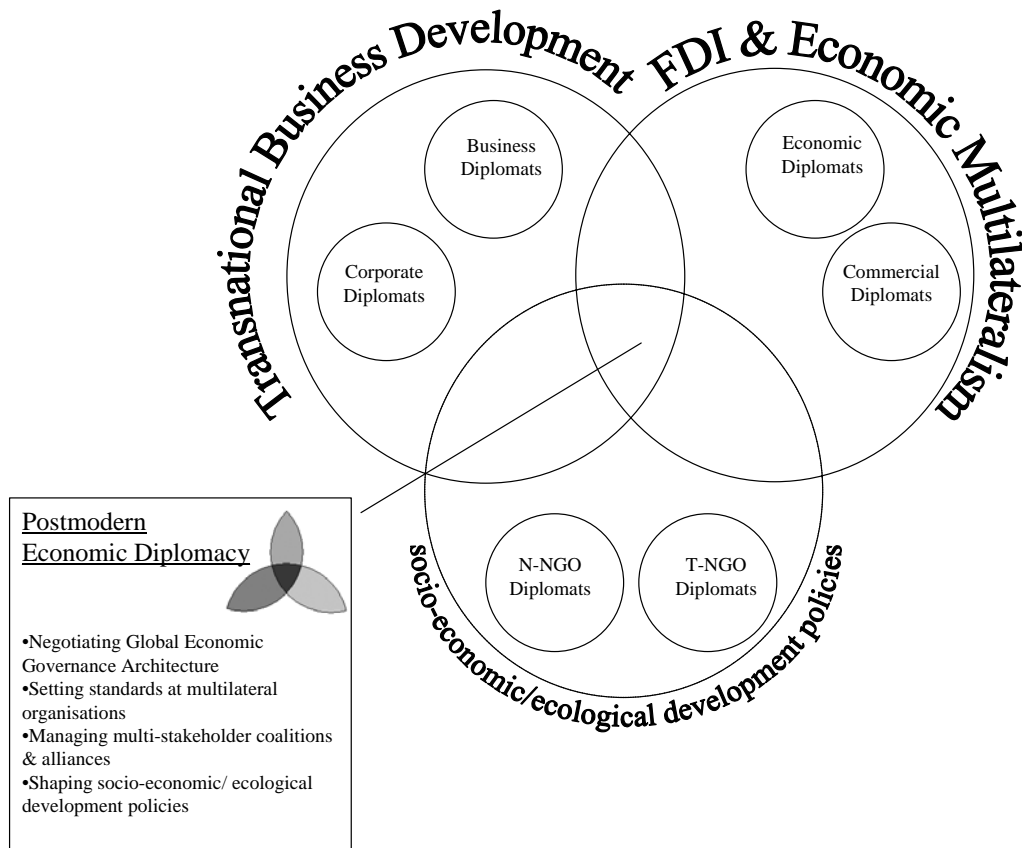 Transnational Business Development
FDI & Economic Multilateralism
Business
Diplomats
Economic
Diplomats
Corporate
Diplomats
Commercial
Diplomats
N-NGO
Diplomats
T-NGO
Diplomats
socio-economic/ecological development policies
Postmodern
Economic Diplomacy
•Negotiating Global Economic
Governance Architecture
•Setting standards at multilateral
organisations
•Managing multi-stakeholder coalitions
& alliances
•Shaping socio-economic/ ecological
development policies